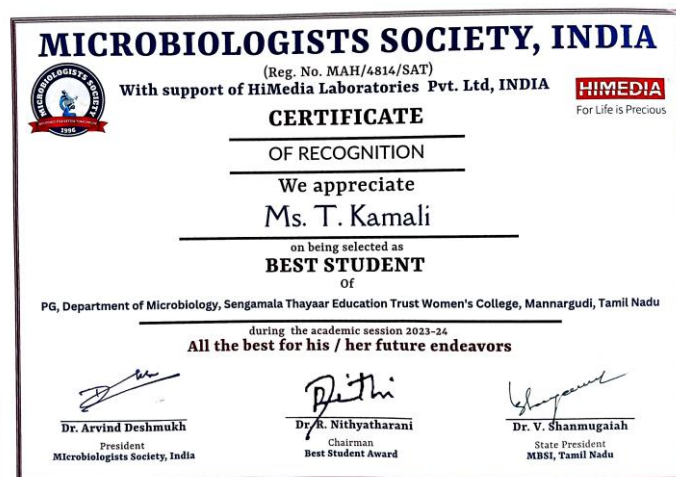 MICROBIOLOGISTS SOCIETY, INDIA
(Reg. No. MAH/4814/SAT)
With support of HiMedia Laboratories Pvt. Ltd, INDIA
MICROBIOLOGISTS SOCIETY
1996
HIMEDIA
For Life is Precious
CERTIFICATE
OF RECOGNITION
We appreciate
Ms. T. Kamali
on being selected as
BEST STUDENT
Of
PG, Department of Microbiology, Sengamala Thayaar Education Trust Women's College, Mannargudi, Tamil Nadu
during the academic session 2023-24
All the best for his / her future endeavors
Dr. Arvind Deshmukh
President
MIcrobiologists Society, India
Dr. R. Nithyatharani
Chairman
Best Student Award
Dr. V. Shanmugaiah
State President
MBSI, Tamil Nadu